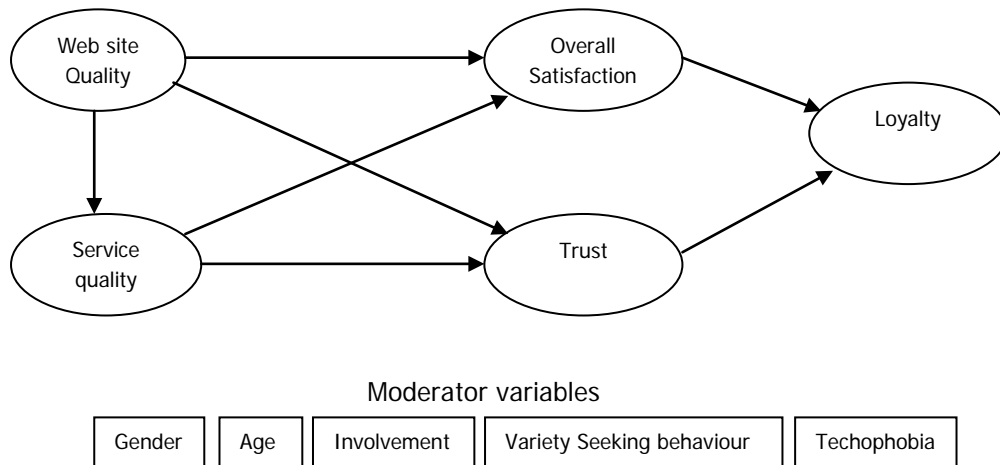 Web site
Quality
Overall
Satisfaction
Loyalty
Service
quality
Trust
Moderator variables
Gender
Age
Involvement
Variety Seeking behaviour
Techophobia